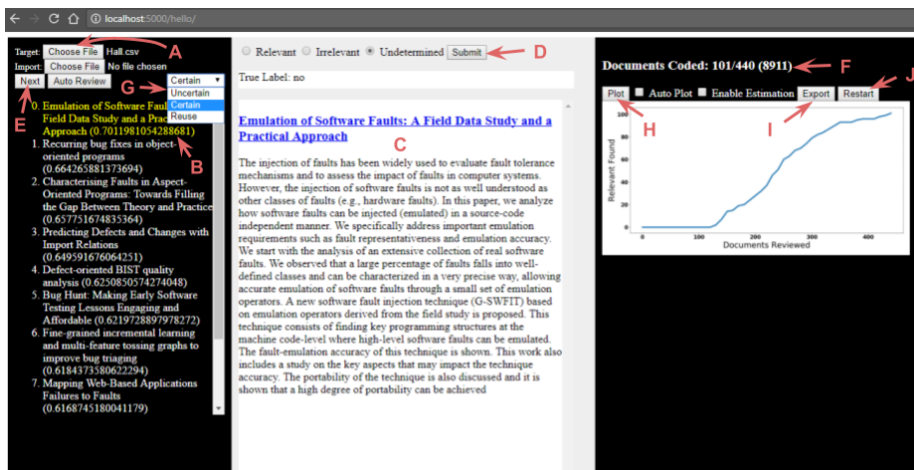 localhost:5000/hello/
Target: Choose File Hall.csv
A
Import: Choose File No file chosen
Next Auto Review Certain
G
Uncertain
Certain
Reuse
E
0. Emulation of Software Faul
Field Data Study and a Prac
Approach (0.7011981054288681)
B
1. Recurring bug fixes in object-
oriented programs
(0.664265881373694)
2. Characterising Faults in Aspect-
Oriented Programs: Towards Filling
the Gap Between Theory and Practice
(0.657751674835364)
3. Predicting Defects and Changes with
Import Relations
(0.649591676064251)
4. Defect-oriented BIST quality
analysis (0.6250850574274048)
5. Bug Hunt: Making Early Software
Testing Lessons Engaging and
Affordable (0.6219728897978272)
6. Fine-grained incremental learning
and multi-feature tossing graphs to
improve bug triaging
(0.6184373580622294)
7. Mapping Web-Based Applications
Failures to Faults
(0.6168745180041179)
Relevant Irrelevant Undetermined Submit
D
True Label: no
Emulation of Software Faults: A Field Data Study and a
Practical Approach
C
The injection of faults has been widely used to evaluate fault tolerance
mechanisms and to assess the impact of faults in computer systems.
However, the injection of software faults is not as well understood as
other classes of faults (e.g., hardware faults). In this paper, we analyze
how software faults can be injected (emulated) in a source-code
independent manner. We specifically address important emulation
requirements such as fault representativeness and emulation accuracy.
We start with the analysis of an extensive collection of real software
faults. We observed that a large percentage of faults falls into well-
defined classes and can be characterized in a very precise way, allowing
accurate emulation of software faults through a small set of emulation
operators. A new software fault injection technique (G-SWFIT) based
on emulation operators derived from the field study is proposed. This
technique consists of finding key programming structures at the
machine code-level where high-level software faults can be emulated.
The fault-emulation accuracy of this technique is shown. This work also
includes a study on the key aspects that may impact the technique
accuracy. The portability of the technique is also discussed and it is
shown that a high degree of portability can be achieved
Documents Coded: 101/440 (8911)
F
J
Plot Auto Plot Enable Estimation Export Restart
H
I
100
80
60
40
20
0
Relevant Found
0 100 200 300 400
Documents Reviewed